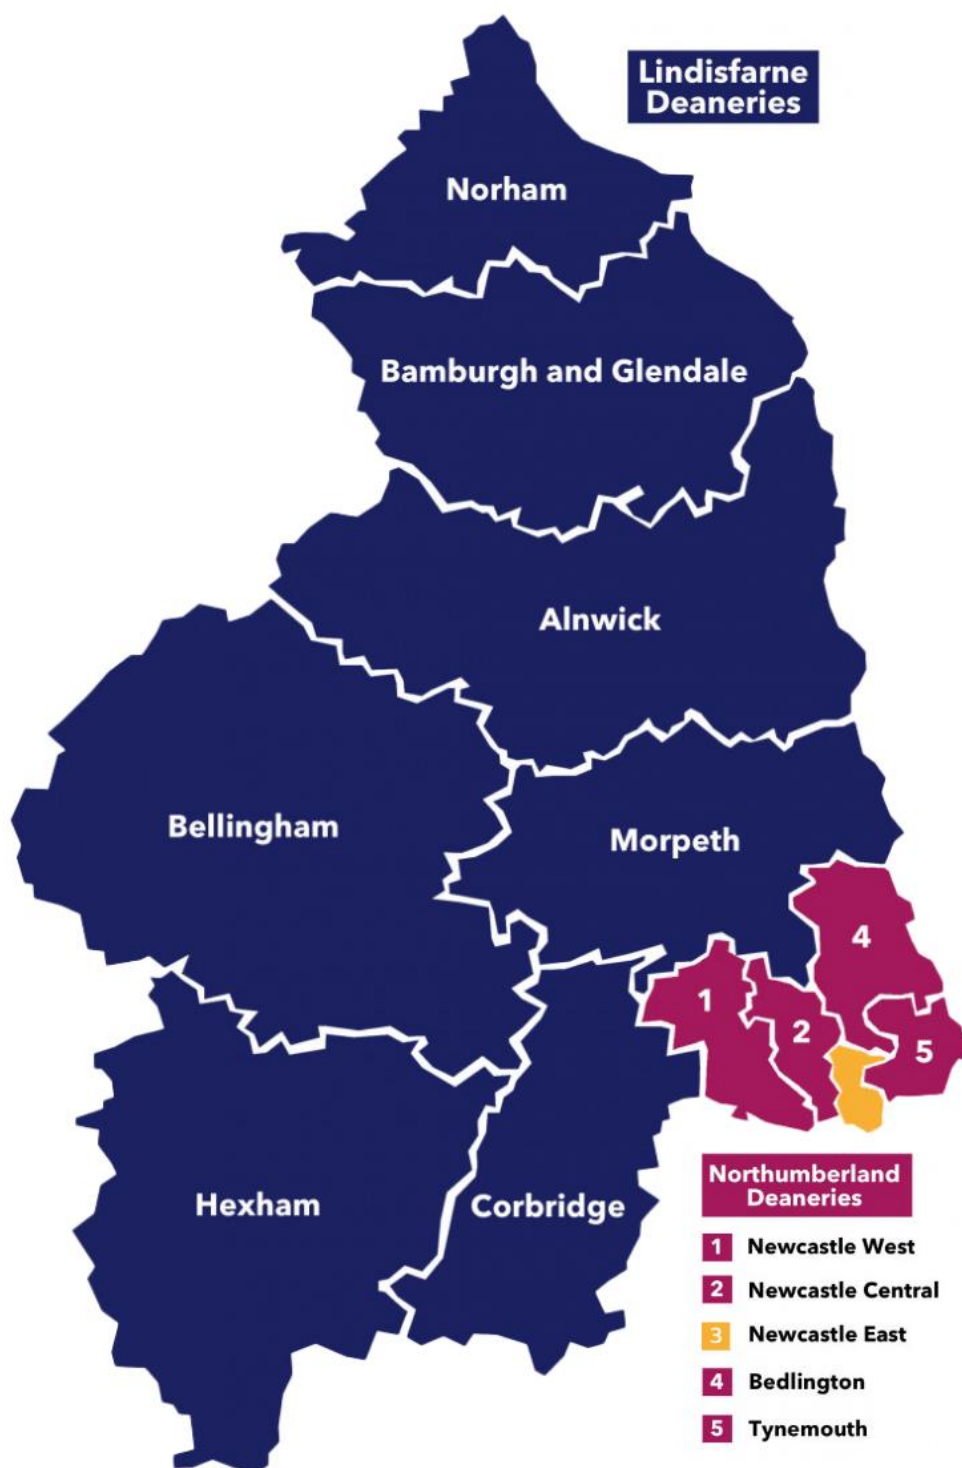 Lindisfarne
Deaneries
Norham
Bamburgh and Glendale
Alnwick
Bellingham
Morpeth
4
1
2
5
Hexham
Corbridge
Northumberland
Deaneries
1 Newcastle West
2 Newcastle Central
3 Newcastle East
4 Bedlington
5 Tynemouth